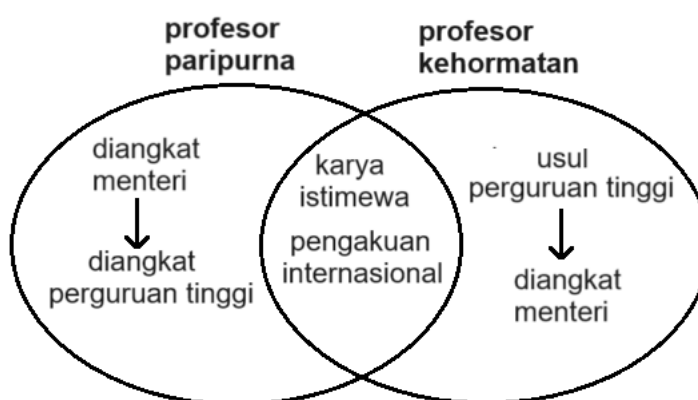 profesor
paripurna
profesor
kehormatan
diangkat
menteri
diangkat
perguruan tinggi
karya
istimewa
pengakuan
internasional
usul
perguruan tinggi
diangkat
menteri